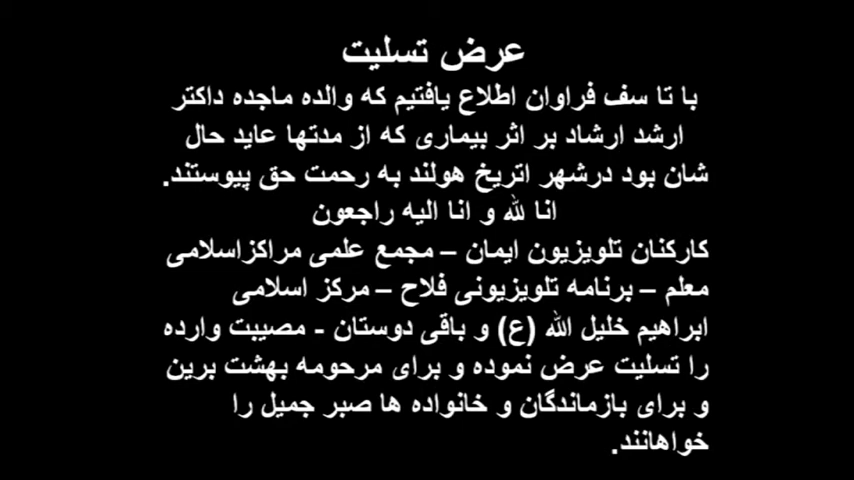 عرض تسلیت
با تا سف فراوان اطلاع یافتیم که والده ماجده داکتر
ارشد ارشاد بر اثر بیماری که از مدتها عاید حال
شان بود درشهر اتریخ هولند به رحمت حق پیوستند.
انا لله و انا الیه راجعون
کارکنان تلویزیون ایمان – مجمع علمی مراکزاسلامی
معلم – برنامه تلویزیونی فلاح – مرکز اسلامی
ابراهیم خلیل الله (ع) و باقی دوستان - مصیبت وارده
را تسلیت عرض نموده و برای مرحومه بهشت برین
و برای بازماندگان و خانواده ها صبر جمیل را
خواهانند.